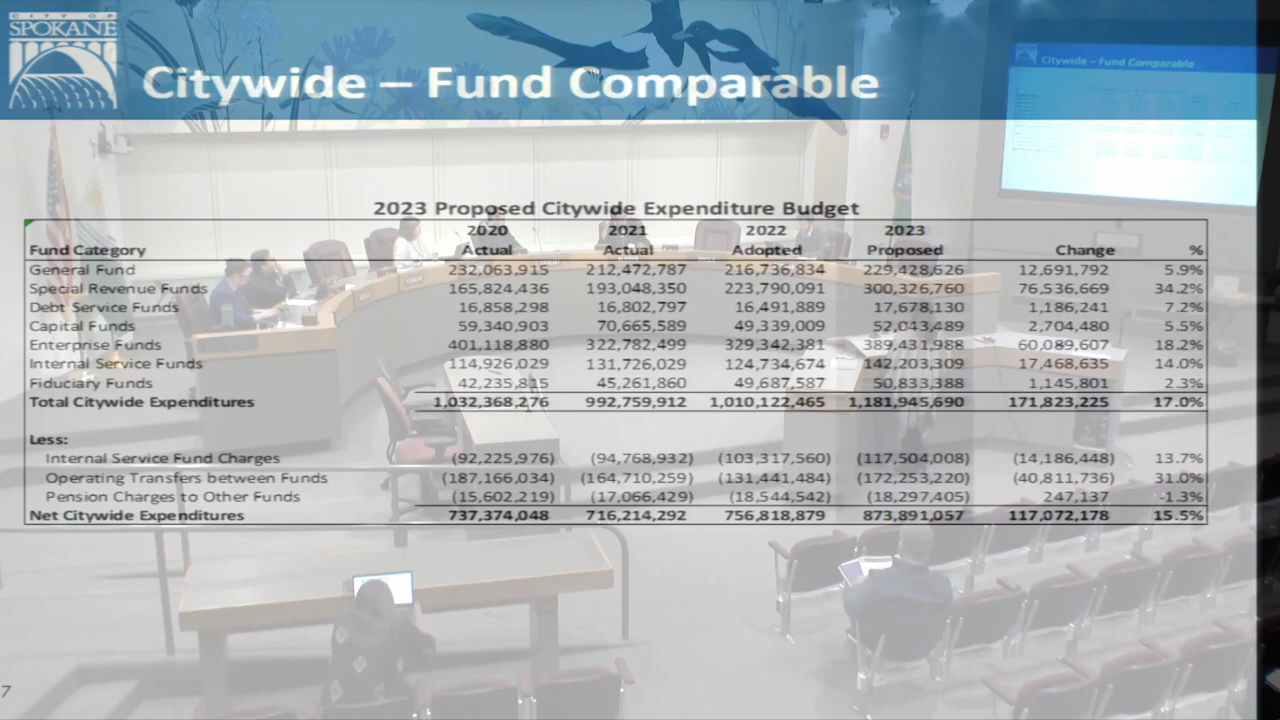 CITY OF
SPOKANE
Citywide – Fund Comparable
Citywide – Fund Comparable
2023 Proposed Citywide Expenditure Budget
2020 2021 2022 2023
Fund Category Actual Actual Adopted Proposed Change %
General Fund 232,063,915 212,472,787 216,736,834 229,428,626 12,691,792 5.9%
Special Revenue Funds 165,824,436 193,048,350 223,790,091 300,326,760 76,536,669 34.2%
Debt Service Funds 16,858,298 16,802,797 16,491,889 17,678,130 1,186,241 7.2%
Capital Funds 59,340,903 70,665,589 49,339,009 52,043,489 2,704,480 5.5%
Enterprise Funds 401,118,880 322,782,499 329,342,381 389,431,988 60,089,607 18.2%
Internal Service Funds 114,926,029 131,726,029 124,734,674 142,203,309 17,468,635 14.0%
Fiduciary Funds 42,235,815 45,261,860 49,687,587 50,833,388 1,145,801 2.3%
Total Citywide Expenditures 1,032,368,276 992,759,912 1,010,122,465 1,181,945,690 171,823,225 17.0%
Less:
Internal Service Fund Charges (92,225,976) (94,768,932) (103,317,560) (117,504,008) (14,186,448) 13.7%
Operating Transfers between Funds (187,166,034) (164,710,259) (131,441,484) (172,253,220) (40,811,736) 31.0%
Pension Charges to Other Funds (15,602,219) (17,066,429) (18,544,542) (18,297,405) 247,137 -1.3%
Net Citywide Expenditures 737,374,048 716,214,292 756,818,879 873,891,057 117,072,178 15.5%
7